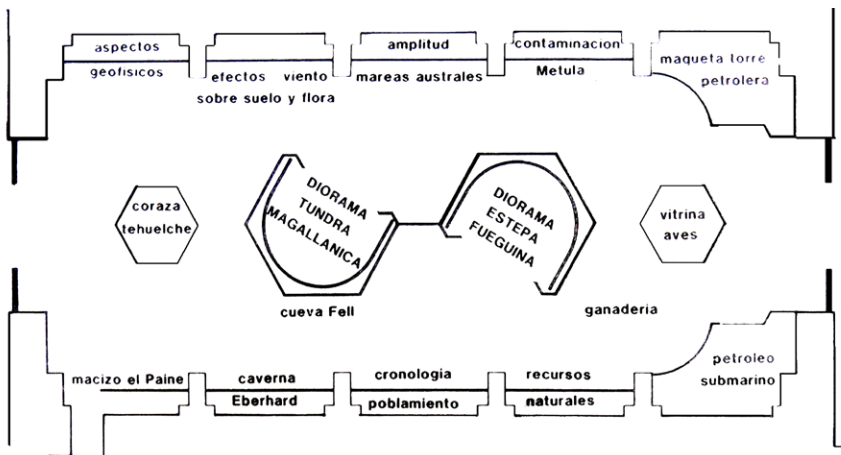 aspectos
geofisicos
efectos viento
sobre suelo y flora
amplitud
mareas australes
contaminacion
Metula
maqueta torre
petrolera
coraza
tehuelche
DIORAMA
TUNDRA
MAGALLANICA
DIORAMA
ESTEPA
FUEGUINA
vitrina
aves
cueva Fell
ganaderia
macizo el Paine
caverna
Eberhard
cronologia
poblamiento
recursos
naturales
petroleo
submarino